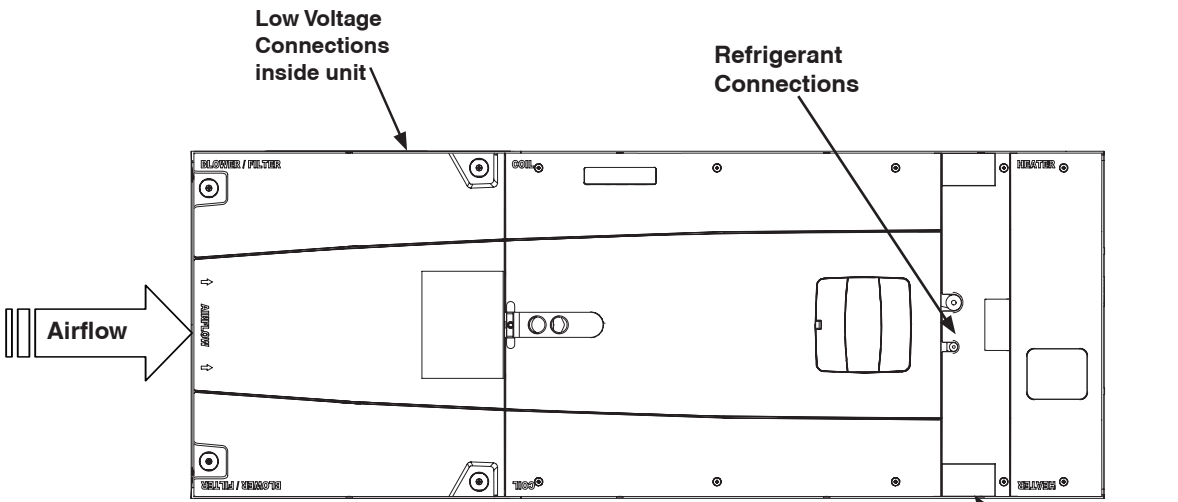 Low Voltage
Connections
inside unit
Refrigerant
Connections
BLOWER / FILTER
COIL
HEATER
Airflow
AIRFLOW
BLOWER / FILTER
COIL
HEATER